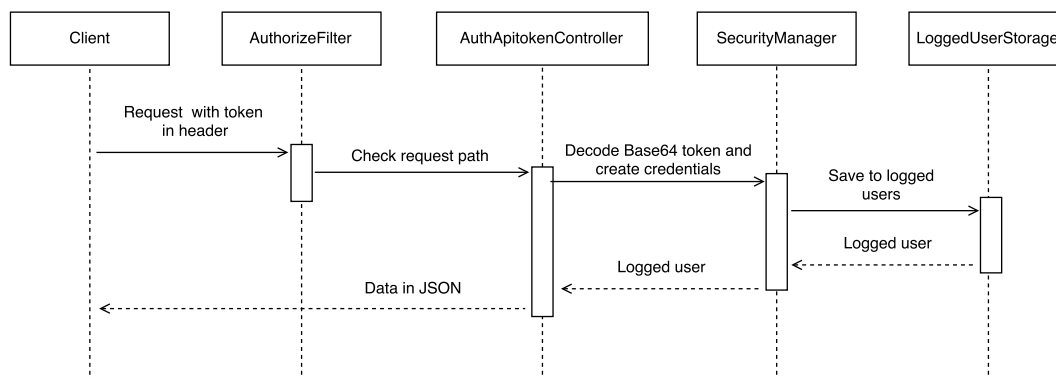 Client
AuthorizeFilter
AuthApitokenController
SecurityManager
LoggedUserStorage
Request with token
in header
Check request path
Decode Base64 token and
create credentials
Save to logged
users
Logged user
Logged user
Data in JSON